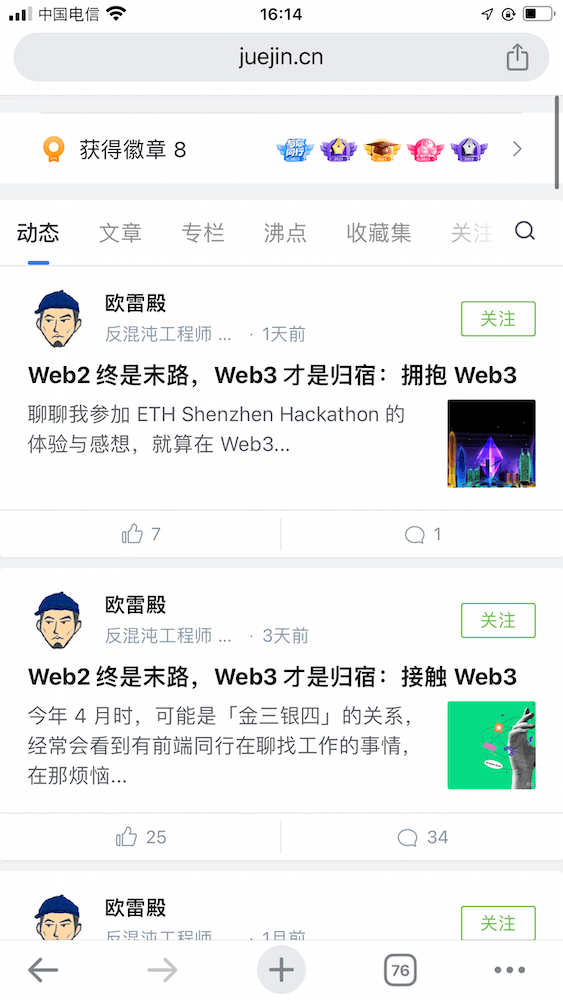 中国电信 16:14
juejin.cn
获得徽章 8
动态 文章 专栏 沸点 收藏集 关注
欧雷殿
反混沌工程师 ... · 1天前
关注
Web2 终是末路，Web3 才是归宿：拥抱 Web3
聊聊我参加 ETH Shenzhen Hackathon 的
体验与感想，就算在 Web3...
7 1
欧雷殿
反混沌工程师 ... · 3天前
关注
Web2 终是末路，Web3 才是归宿：接触 Web3
今年 4 月时，可能是「金三银四」的关系，
经常会看到有前端同行在聊找工作的事情，
在那烦恼...
25 34
欧雷殿
反混沌工程师 ... · 1月前
关注
76